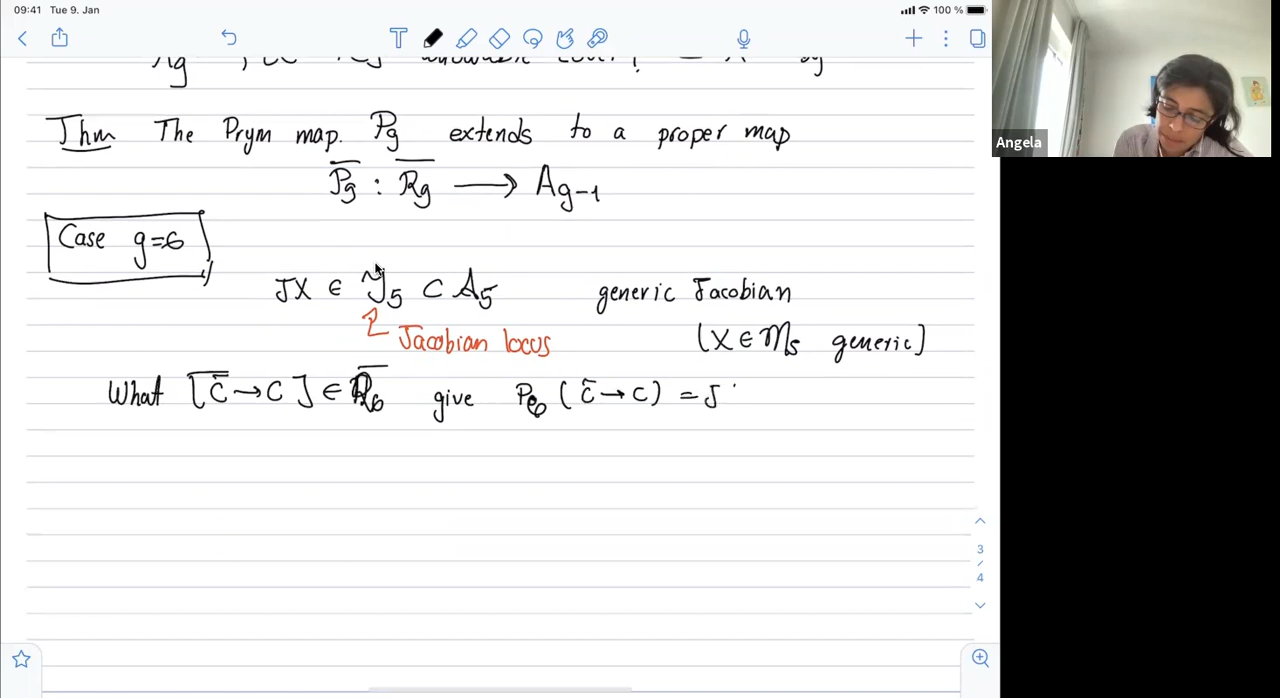 09:41 Tue 9. Jan 100 %
Thm The Prym map. Pg extends to a proper map
P̅g : R̅g ⟶ Ag-1
Case g=6
JX ∈ 𝒥5 ⊂ A5 generic Jacobian
Jacobian locus (X ∈ M5 generic)
What [C̃ → C] ∈ R̅6 give P6 (C̃ → C) = J
Angela
3
/
4